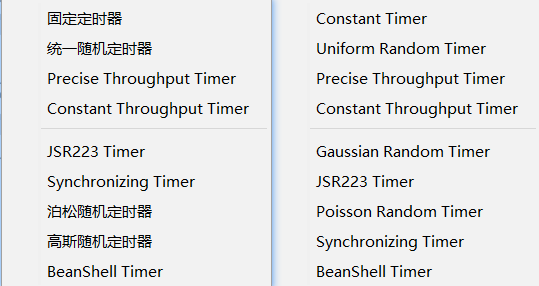 固定定时器
统一随机定时器
Precise Throughput Timer
Constant Throughput Timer
JSR223 Timer
Synchronizing Timer
泊松随机定时器
高斯随机定时器
BeanShell Timer
Constant Timer
Uniform Random Timer
Precise Throughput Timer
Constant Throughput Timer
Gaussian Random Timer
JSR223 Timer
Poisson Random Timer
Synchronizing Timer
BeanShell Timer